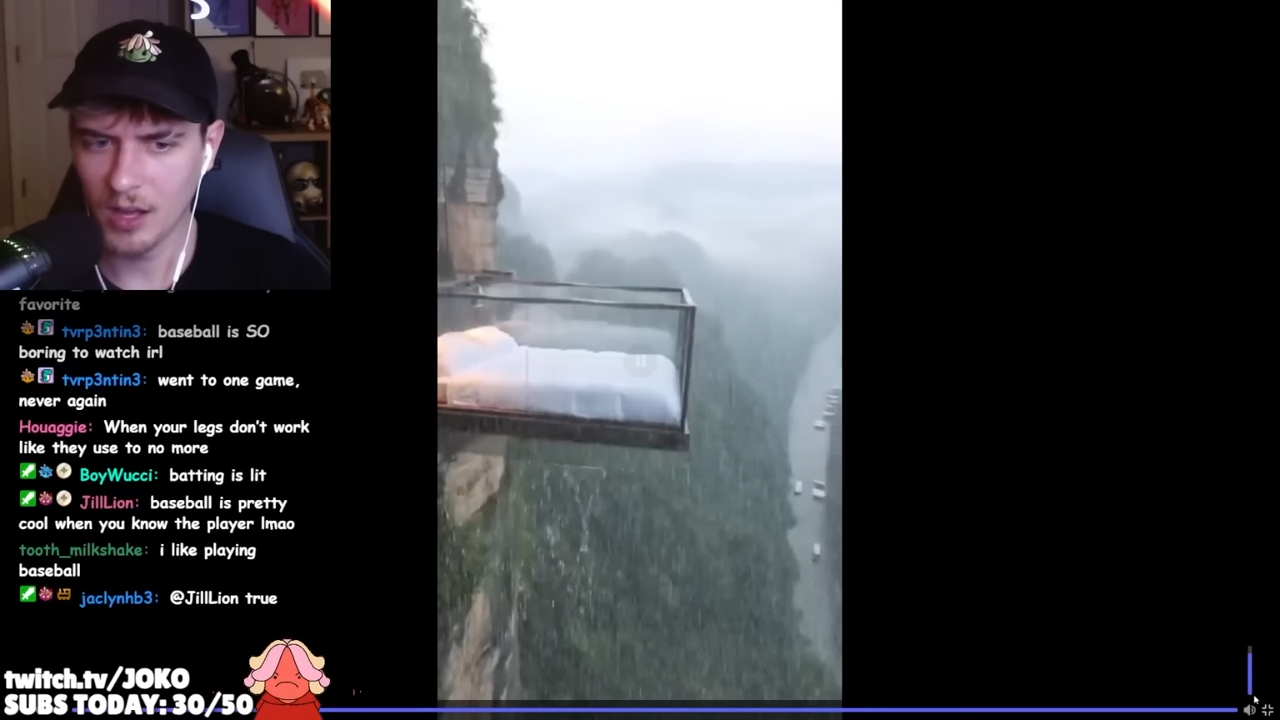 S
favorite
tvrp3ntin3: baseball is SO
boring to watch irl
tvrp3ntin3: went to one game,
never again
Houaggie: When your legs don't work
like they use to no more
BoyWucci: batting is lit
JillLion: baseball is pretty
cool when you know the player lmao
tooth_milkshake: i like playing
baseball
jaclynhb3: @JillLion true
twitch.tv/JOKO
SUBS TODAY: 30/50